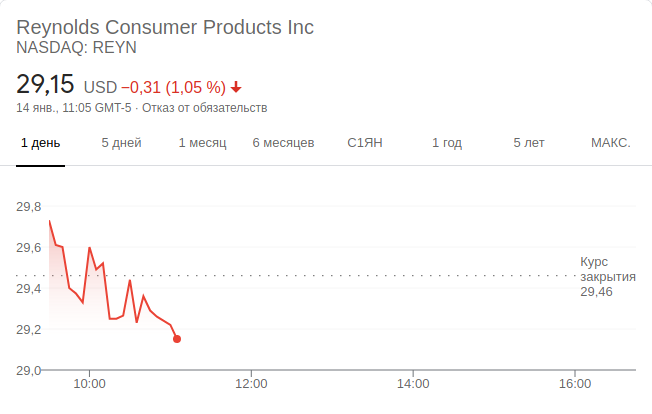 Reynolds Consumer Products Inc
NASDAQ: REYN
29,15 USD −0,31 (1,05 %)
14 янв., 11:05 GMT-5 · Отказ от обязательств
1 день 5 дней 1 месяц 6 месяцев С1ЯН 1 год 5 лет МАКС.
29,8
29,6
Курс
закрытия
29,46
29,4
29,2
29,0
10:00 12:00 14:00 16:00